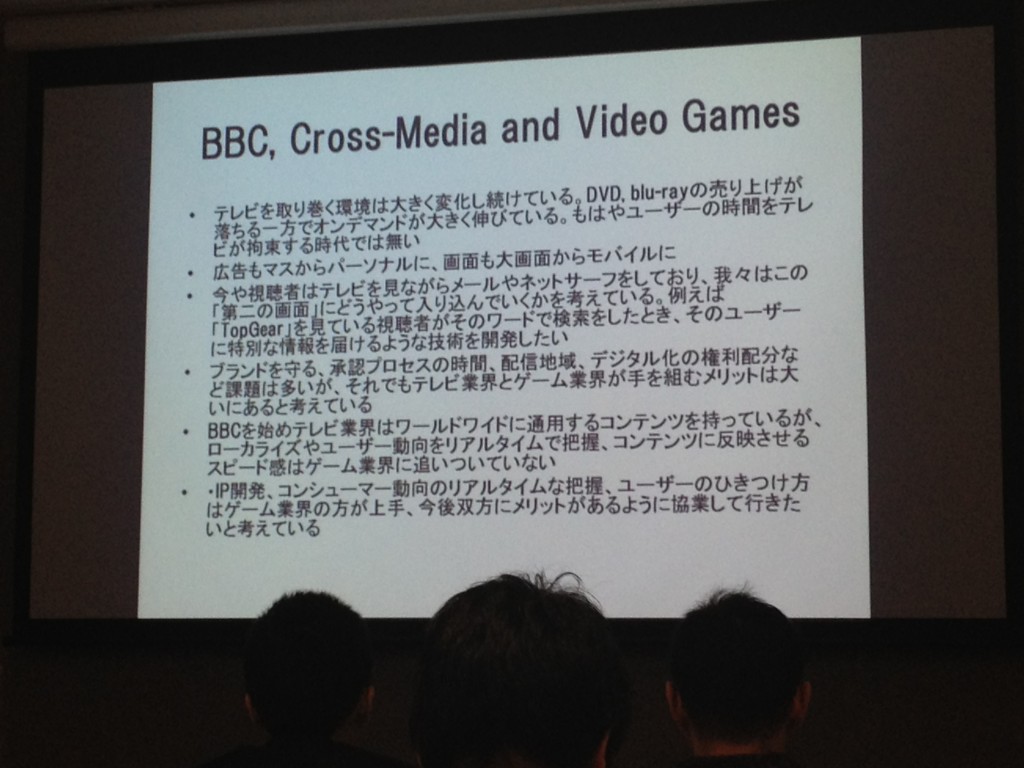 BBC, Cross-Media and Video Games
• テレビを取り巻く環境は大きく変化し続けている。DVD, blu-rayの売り上げが
落ちる一方でオンデマンドが大きく伸びている。もはやユーザーの時間をテレ
ビが拘束する時代では無い
• 広告もマスからパーソナルに、画面も大画面からモバイルに
• 今や視聴者はテレビを見ながらメールやネットサーフをしており、我々はこの
「第二の画面」にどうやって入り込んでいくかを考えている。例えば
「TopGear」を見ている視聴者がそのワードで検索をしたとき、そのユーザー
に特別な情報を届けるような技術を開発したい
• ブランドを守る、承認プロセスの時間、配信地域、デジタル化の権利配分な
ど課題は多いが、それでもテレビ業界とゲーム業界が手を組むメリットは大
いにあると考えている
• BBCを始めテレビ業界はワールドワイドに通用するコンテンツを持っているが、
ローカライズやユーザー動向をリアルタイムで把握、コンテンツに反映させる
スピード感はゲーム業界に追いついていない
• ・IP開発、コンシューマー動向のリアルタイムな把握、ユーザーのひきつけ方
はゲーム業界の方が上手、今後双方にメリットがあるように協業して行きた
いと考えている